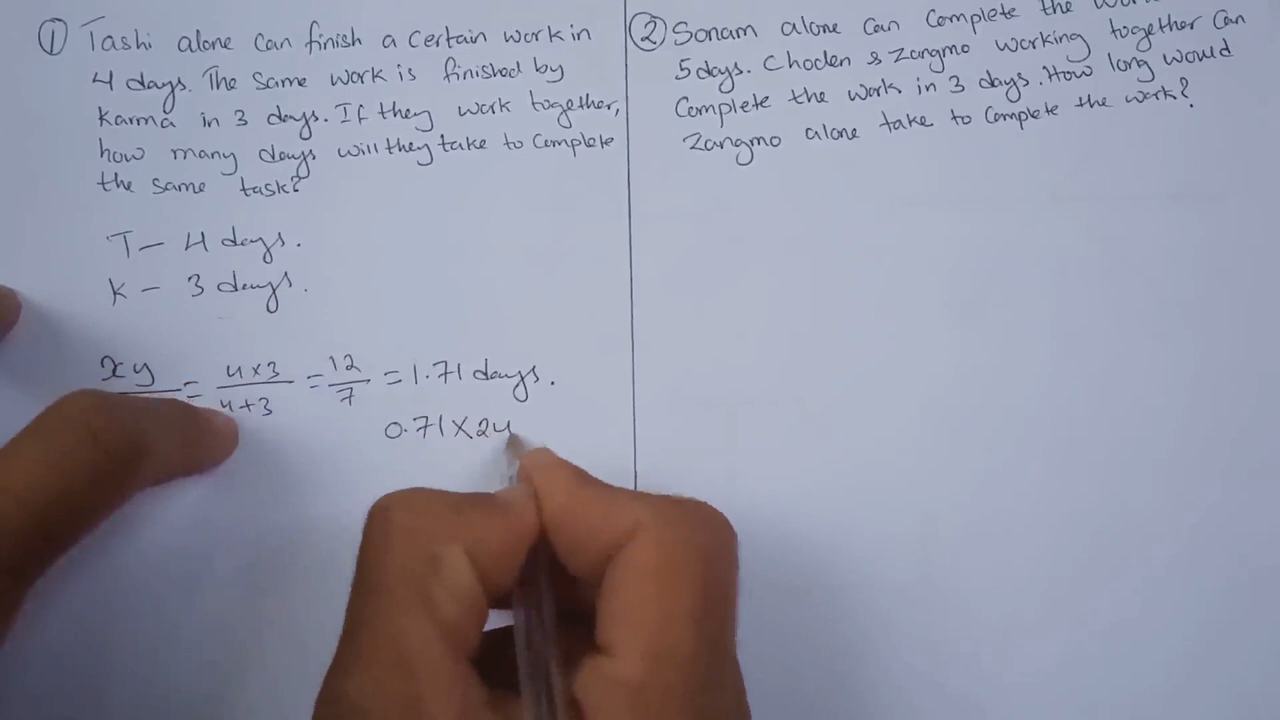 ① Tashi alone can finish a certain work in
4 days. The same work is finished by
Karma in 3 days. If they work together,
how many days will they take to complete
the same task?
T – 4 days.
K – 3 days.
xy = 4×3 = 12 = 1.71 days.
4+3 7
0.71×24
② Sonam alone can complete the
5 days. Choden & Zangmo working together can
complete the work in 3 days. How long would
Zangmo alone take to complete the work?